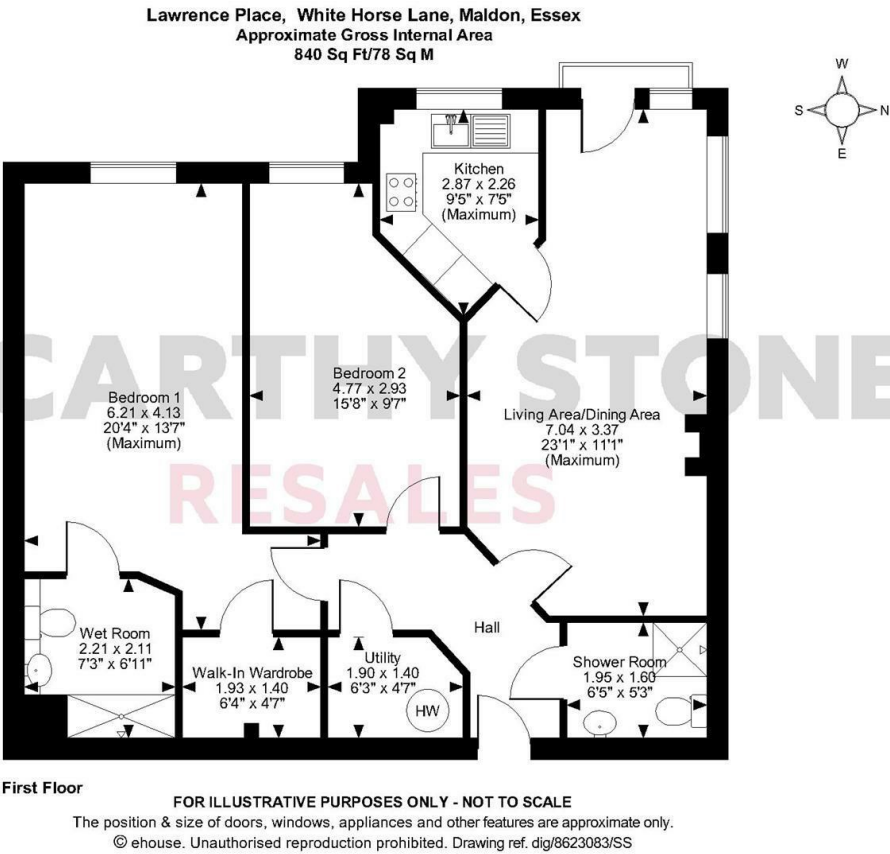 Lawrence Place, White Horse Lane, Maldon, Essex
Approximate Gross Internal Area
840 Sq Ft/78 Sq M
W
S
N
E
Kitchen
2.87 x 2.26
9'5" x 7'5"
(Maximum)
CARTHY STONE
RESALES
Bedroom 1
6.21 x 4.13
20'4" x 13'7"
(Maximum)
Bedroom 2
4.77 x 2.93
15'8" x 9'7"
Living Area/Dining Area
7.04 x 3.37
23'1" x 11'1"
(Maximum)
Hall
Wet Room
2.21 x 2.11
7'3" x 6'11"
Walk-In Wardrobe
1.93 x 1.40
6'4" x 4'7"
Utility
1.90 x 1.40
6'3" x 4'7"
HW
Shower Room
1.95 x 1.60
6'5" x 5'3"
First Floor
FOR ILLUSTRATIVE PURPOSES ONLY - NOT TO SCALE
The position & size of doors, windows, appliances and other features are approximate only.
© ehouse. Unauthorised reproduction prohibited. Drawing ref. dig/8623083/SS